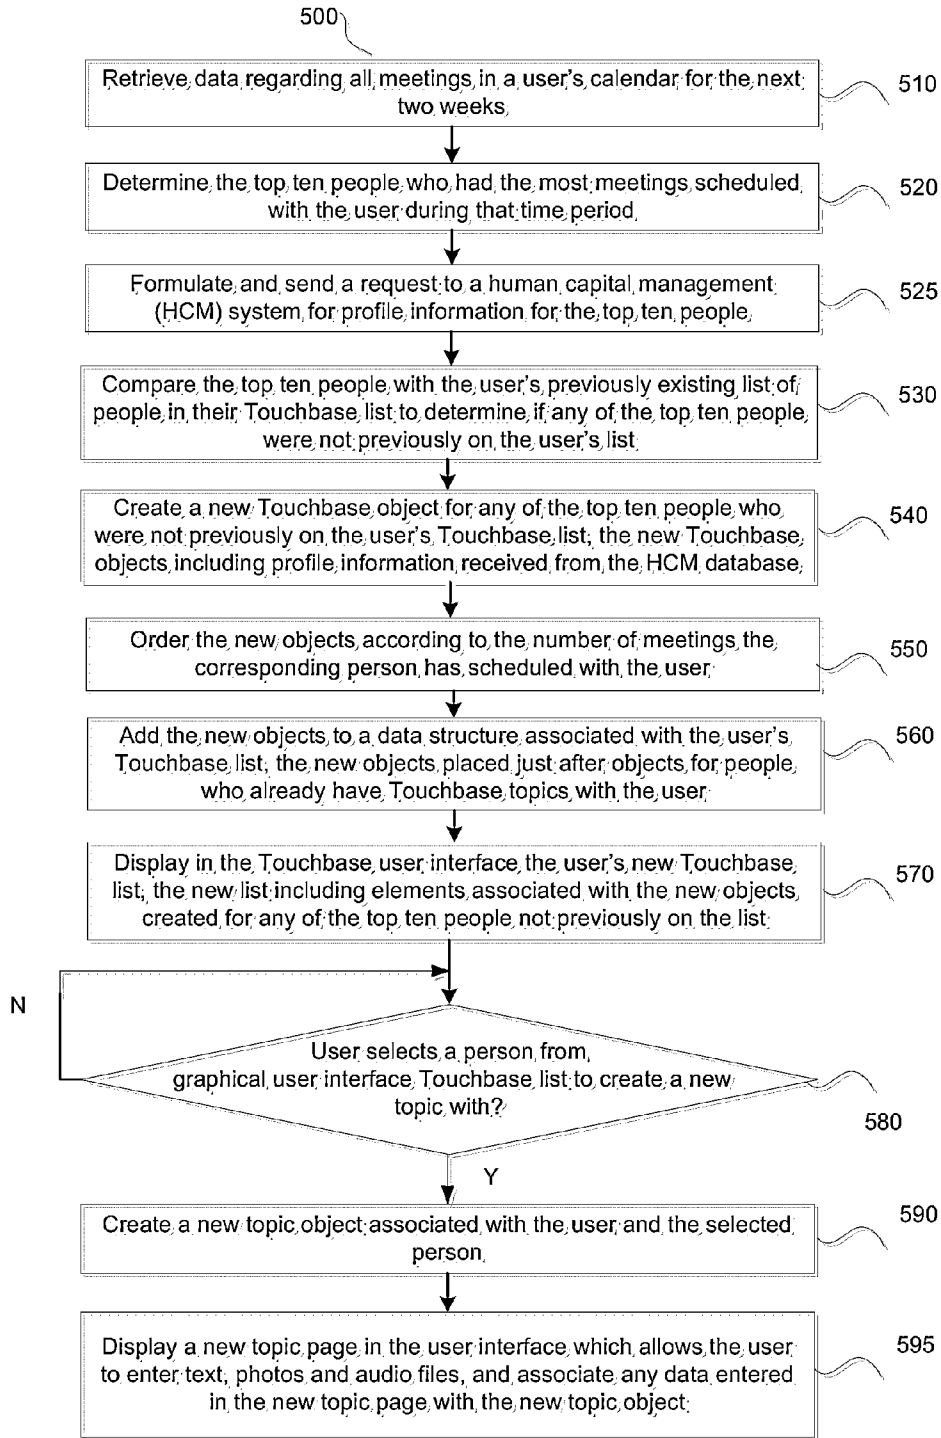 500
Retrieve data regarding all meetings in a user's calendar for the next
two weeks
510
Determine the top ten people who had the most meetings scheduled
with the user during that time period
520
Formulate and send a request to a human capital management
(HCM) system for profile information for the top ten people
525
Compare the top ten people with the user's previously existing list of
people in their Touchbase list to determine if any of the top ten people
were not previously on the user's list
530
Create a new Touchbase object for any of the top ten people who
were not previously on the user's Touchbase list, the new Touchbase
objects including profile information received from the HCM database
540
Order the new objects according to the number of meetings the
corresponding person has scheduled with the user
550
Add the new objects to a data structure associated with the user's
Touchbase list, the new objects placed just after objects for people
who already have Touchbase topics with the user
560
Display in the Touchbase user interface the user's new Touchbase
list, the new list including elements associated with the new objects
created for any of the top ten people not previously on the list
570
N
User selects a person from
graphical user interface Touchbase list to create a new
topic with?
580
Y
Create a new topic object associated with the user and the selected
person
590
Display a new topic page in the user interface which allows the user
to enter text, photos and audio files, and associate any data entered
in the new topic page with the new topic object
595